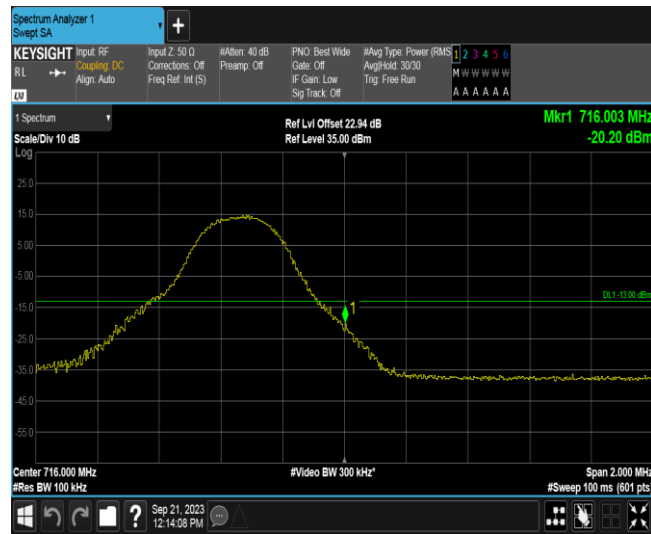 Spectrum Analyzer 1
Swept SA
KEYSIGHT
RL
LXI
Input: RF
Coupling: DC
Align: Auto
Input Z: 50 Ω
Corrections: Off
Freq Ref: Int (S)
#Atten: 40 dB
Preamp: Off
PNO: Best Wide
Gate: Off
IF Gain: Low
Sig Track: Off
#Avg Type: Power (RMS
Avg|Hold: 30/30
Trig: Free Run
1 2 3 4 5 6
M W W W W W
A A A A A A
1 Spectrum
Scale/Div 10 dB
Log
Ref Lvl Offset 22.94 dB
Ref Level 35.00 dBm
Mkr1 716.003 MHz
-20.20 dBm
25.0
15.0
5.00
-5.00
-15.0
-25.0
-35.0
-45.0
-55.0
DL1 -13.00 dBm
1
Center 716.000 MHz
#Res BW 100 kHz
#Video BW 300 kHz*
Span 2.000 MHz
#Sweep 100 ms (601 pts
?
Sep 21, 2023
12:14:08 PM